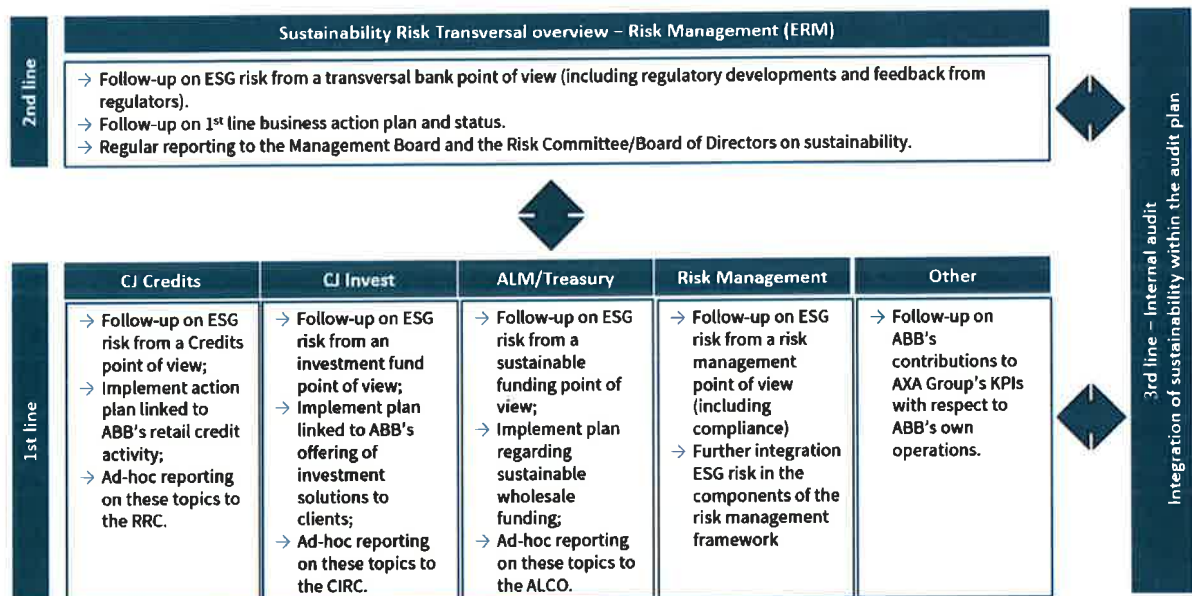 2nd line
Sustainability Risk Transversal overview – Risk Management (ERM)
→ Follow-up on ESG risk from a transversal bank point of view (including regulatory developments and feedback from
regulators).
→ Follow-up on 1st line business action plan and status.
→ Regular reporting to the Management Board and the Risk Committee/Board of Directors on sustainability.
1st line
CJ Credits
→ Follow-up on ESG
risk from a Credits
point of view;
→ Implement action
plan linked to
ABB's retail credit
activity;
→ Ad-hoc reporting
on these topics to
the RRC.
CJ Invest
→ Follow-up on ESG
risk from an
investment fund
point of view;
→ Implement plan
linked to ABB's
offering of
investment
solutions to
clients;
→ Ad-hoc reporting
on these topics to
the CIRC.
ALM/Treasury
→ Follow-up on ESG
risk from a
sustainable
funding point of
view;
→ Implement plan
regarding
sustainable
wholesale
funding;
→ Ad-hoc reporting
on these topics to
the ALCO.
Risk Management
→ Follow-up on ESG
risk from a risk
management
point of view
(including
compliance)
→ Further integration
ESG risk in the
components of the
risk management
framework
Other
→ Follow-up on
ABB's
contributions to
AXA Group's KPIs
with respect to
ABB's own
operations.
3rd line – Internal audit
Integration of sustainability within the audit plan